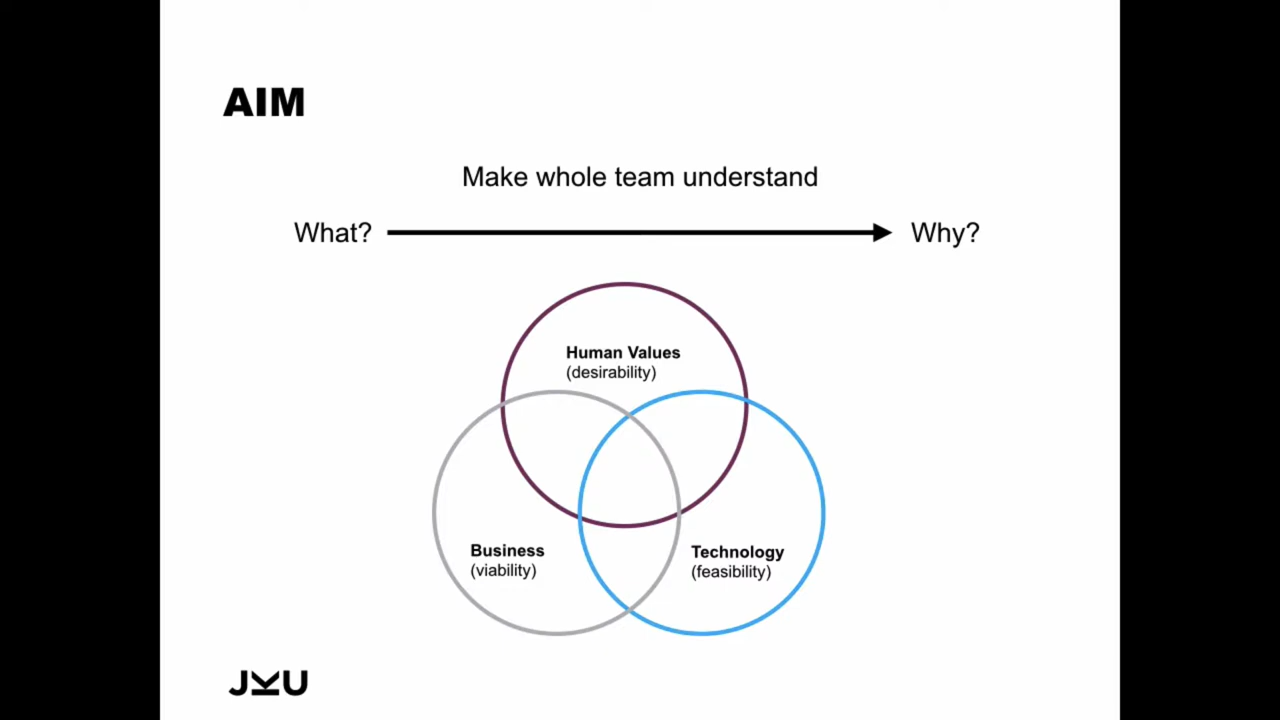 AIM
Make whole team understand
What?
Why?
Human Values
(desirability)
Business
(viability)
Technology
(feasibility)
JKU